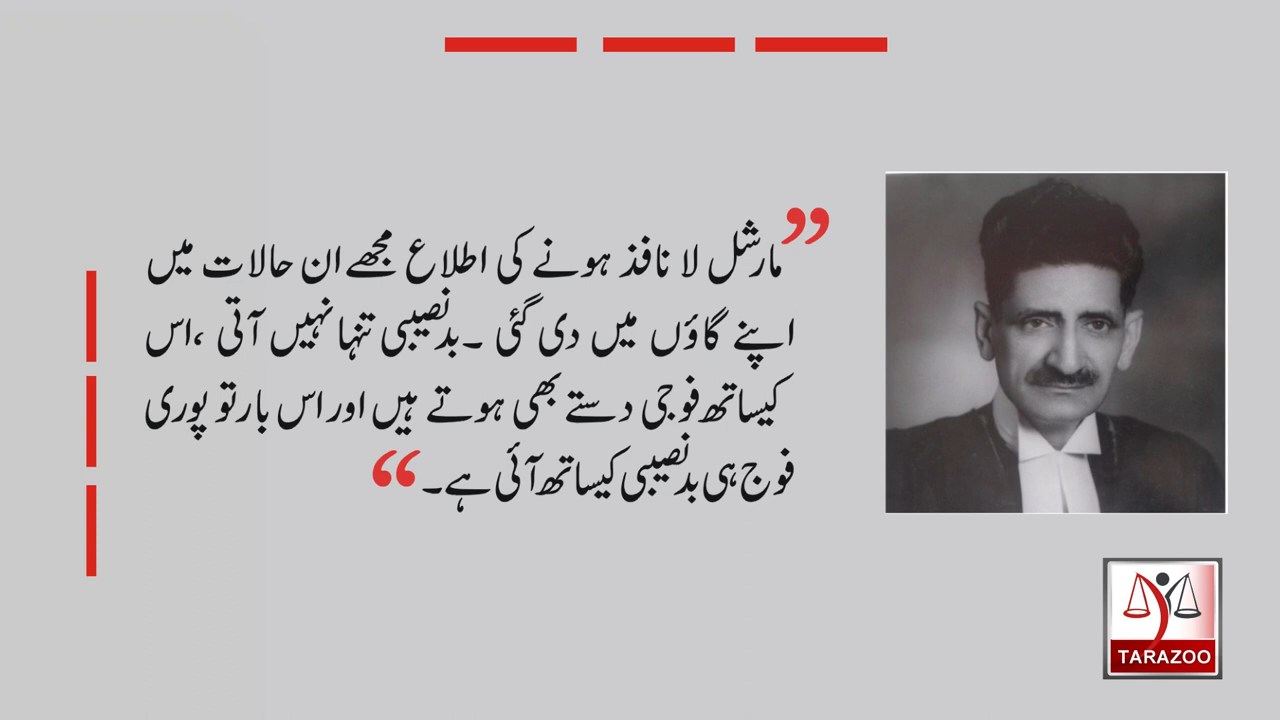 ”مارشل لا نافذ ہونے کی اطلاع مجھے ان حالات میں
اپنے گاؤں میں دی گئی ۔بدنصیبی تنہا نہیں آتی ،اس
کیساتھ فوجی دستے بھی ہوتے ہیں اور اس بار تو پوری
فوج ہی بدنصیبی کیساتھ آئی ہے۔“
TARAZOO